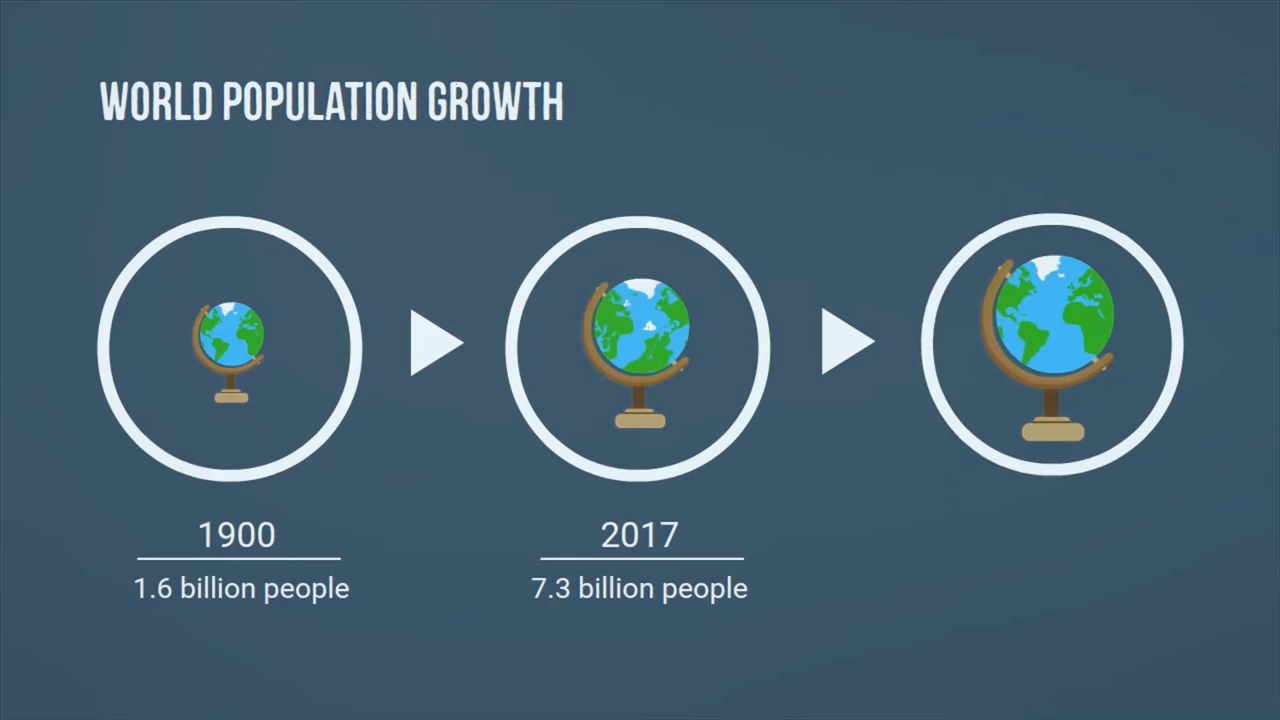 WORLD POPULATION GROWTH
1900
1.6 billion people
2017
7.3 billion people